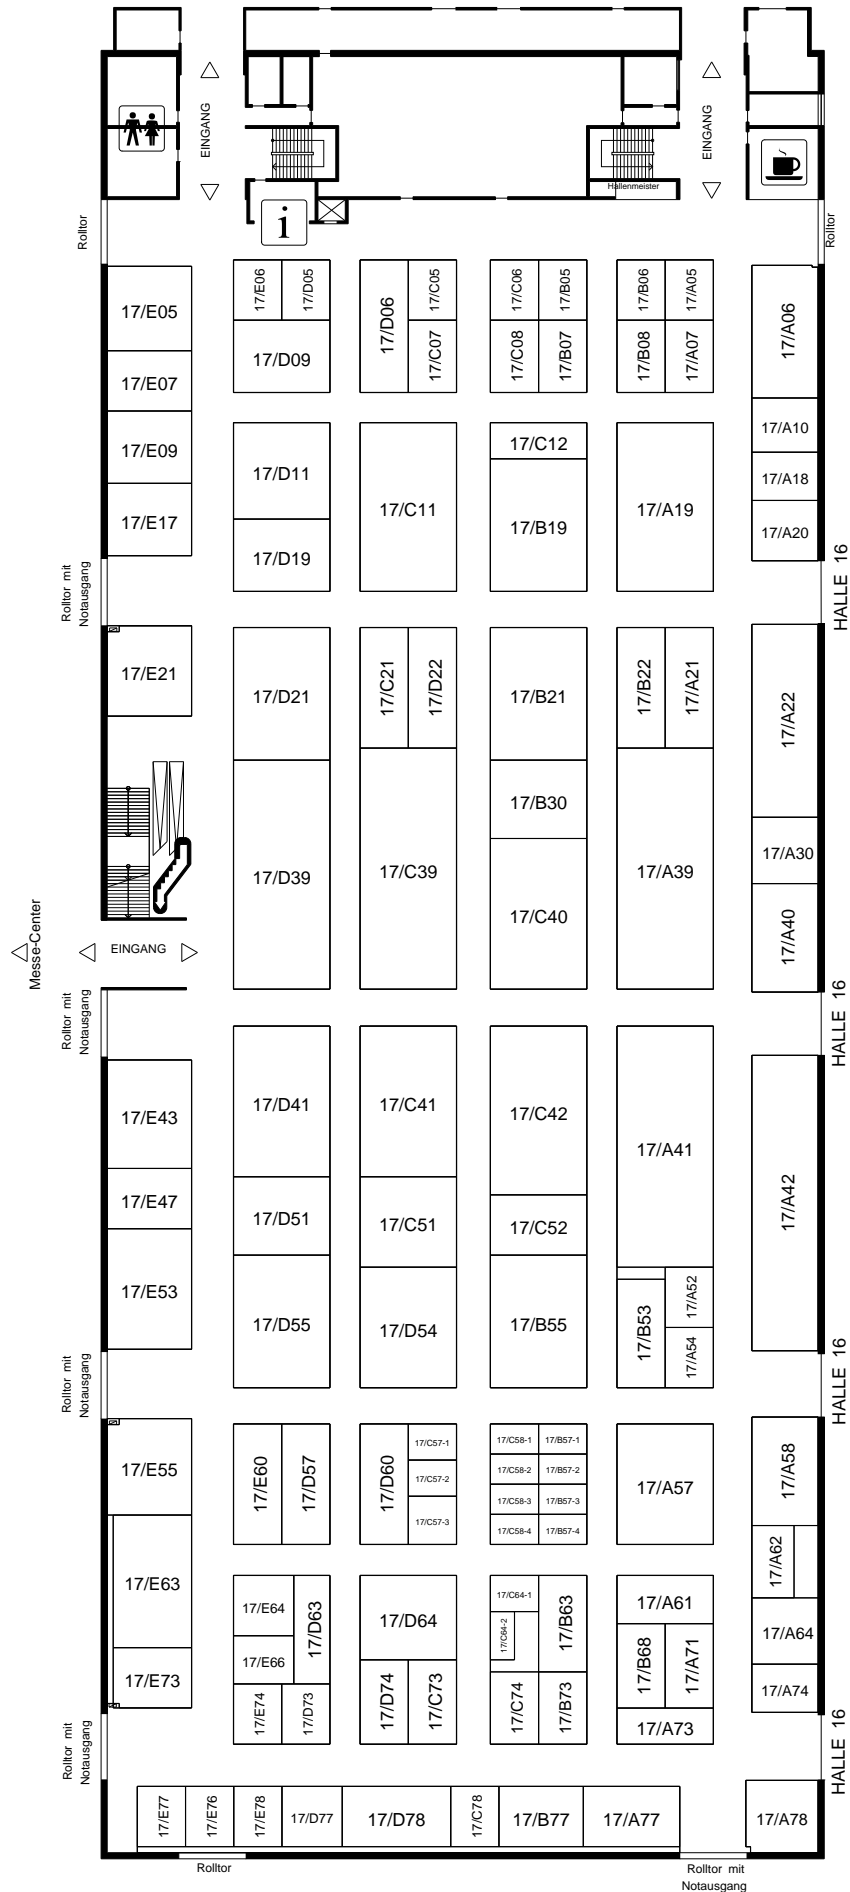 EINGANG
EINGANG
Hallenmeister
i
Rolltor
Rolltor
17/E05
17/E06
17/D05
17/D06
17/C05
17/C06
17/B05
17/B06
17/A05
17/A06
17/E07
17/D09
17/C07
17/C08
17/B07
17/B08
17/A07
17/E09
17/D11
17/C11
17/C12
17/A10
17/A18
17/E17
17/D19
17/B19
17/A19
17/A20
Rolltor mit
Notausgang
HALLE 16
17/E21
17/D21
17/C21
17/D22
17/B21
17/B22
17/A21
17/A22
17/B30
17/A30
17/D39
17/C39
17/C40
17/A39
17/A40
Messe-Center
EINGANG
Rolltor mit
Notausgang
HALLE 16
17/E43
17/D41
17/C41
17/C42
17/A41
17/A42
17/E47
17/D51
17/C51
17/C52
17/E53
17/D55
17/D54
17/B55
17/B53
17/A52
17/A54
Rolltor mit
Notausgang
HALLE 16
17/E55
17/E60
17/D57
17/D60
17/C57-1
17/C57-2
17/C57-3
17/C58-1
17/B57-1
17/C58-2
17/B57-2
17/C58-3
17/B57-3
17/C58-4
17/B57-4
17/A57
17/A58
17/A62
17/E63
17/E64
17/D63
17/D64
17/C64-1
17/C64-2
17/B63
17/A61
17/A64
17/E66
17/B68
17/A71
17/E73
17/E74
17/D73
17/D74
17/C73
17/C74
17/B73
17/A73
17/A74
Rolltor mit
Notausgang
HALLE 16
17/E77
17/E76
17/E78
17/D77
17/D78
17/C78
17/B77
17/A77
17/A78
Rolltor
Rolltor mit
Notausgang